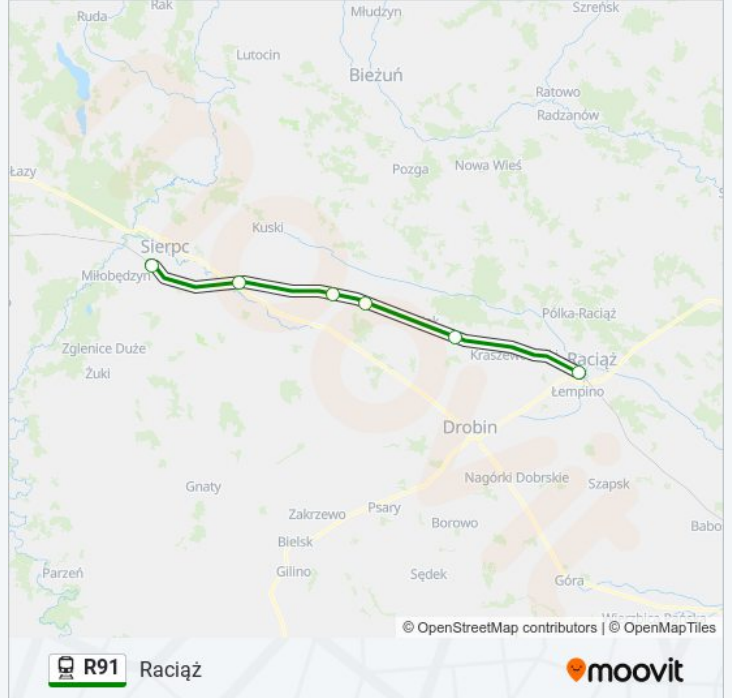 Ruda
Rak
Młudzyn
Szreńsk
Lutocin
Bieżuń
Ratowo
Radzanów
Łazy
Pozga
Nowa Wieś
Kuski
Sierpc
Miłobędzyn
Pólka-Raciąż
Zglenice Duże
Raciąż
Żuki
Łempino
Drobin
Nagórki Dobrskie
Szapsk
Gnaty
Psary
Zakrzewo
Borowo
Babo
Bielsk
Gilino
Sędek
Parzeń
Góra
© OpenStreetMap contributors | © OpenMapTiles
R91 Raciąż
moovit